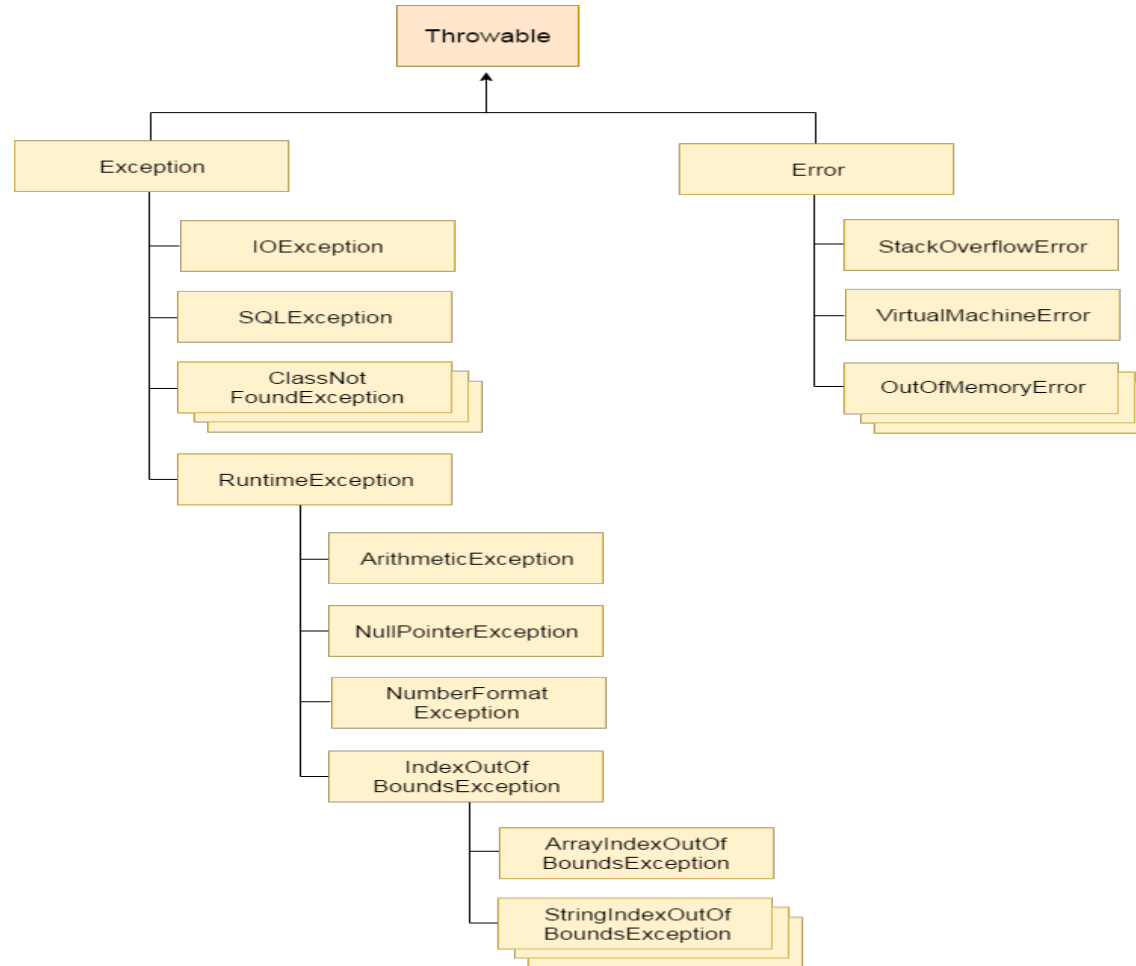 Throwable
Exception
Error
IOException
StackOverflowError
SQLException
VirtualMachineError
ClassNot
FoundException
OutOfMemoryError
RuntimeException
ArithmeticException
NullPointerException
NumberFormat
Exception
IndexOutOf
BoundsException
ArrayIndexOutOf
BoundsException
StringIndexOutOf
BoundsException